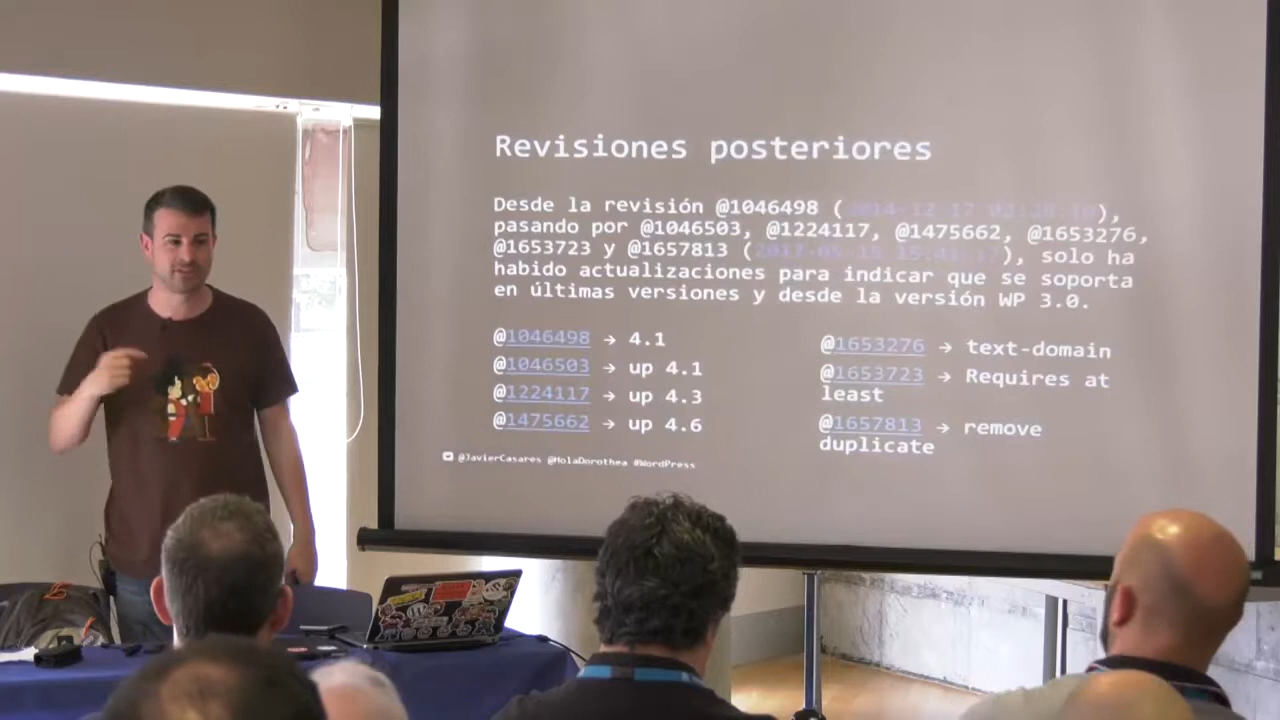 Revisiones posteriores
Desde la revisión @1046498 (2014-12-17 ),
pasando por @1046503, @1224117, @1475662, @1653276,
@1653723 y @1657813 ( ), solo ha
habido actualizaciones para indicar que se soporta
en últimas versiones y desde la versión WP 3.0.
@1046498 → 4.1
@1046503 → up 4.1
@1224117 → up 4.3
@1475662 → up 4.6
@1653276 → text-domain
@1653723 → Requires at
least
@1657813 → remove
duplicate
@JavierCasares @HolaDorothea #WordPress